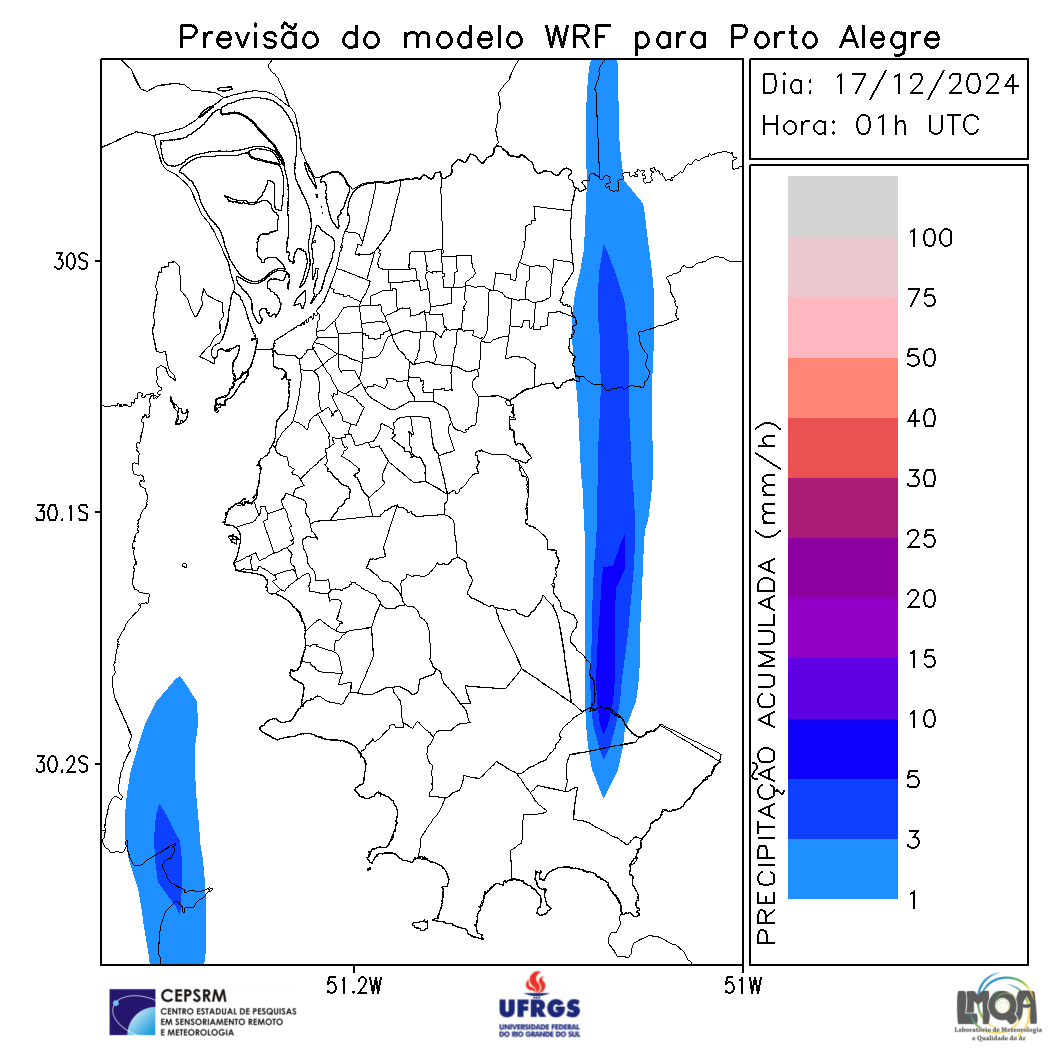 Previsão do modelo WRF para Porto Alegre
Dia: 17/12/2024
Hora: 01h UTC
30S
30.1S
30.2S
51.2W
51W
PRECIPITAÇÃO ACUMULADA (mm/h)
100
75
50
40
30
25
20
15
10
5
3
1
CEPSRM
CENTRO ESTADUAL DE PESQUISAS
EM SENSORIAMENTO REMOTO
E METEOROLOGIA
UFRGS
UNIVERSIDADE FEDERAL
DO RIO GRANDE DO SUL
LMQA
Laboratório de Meteorologia
e Qualidade do Ar